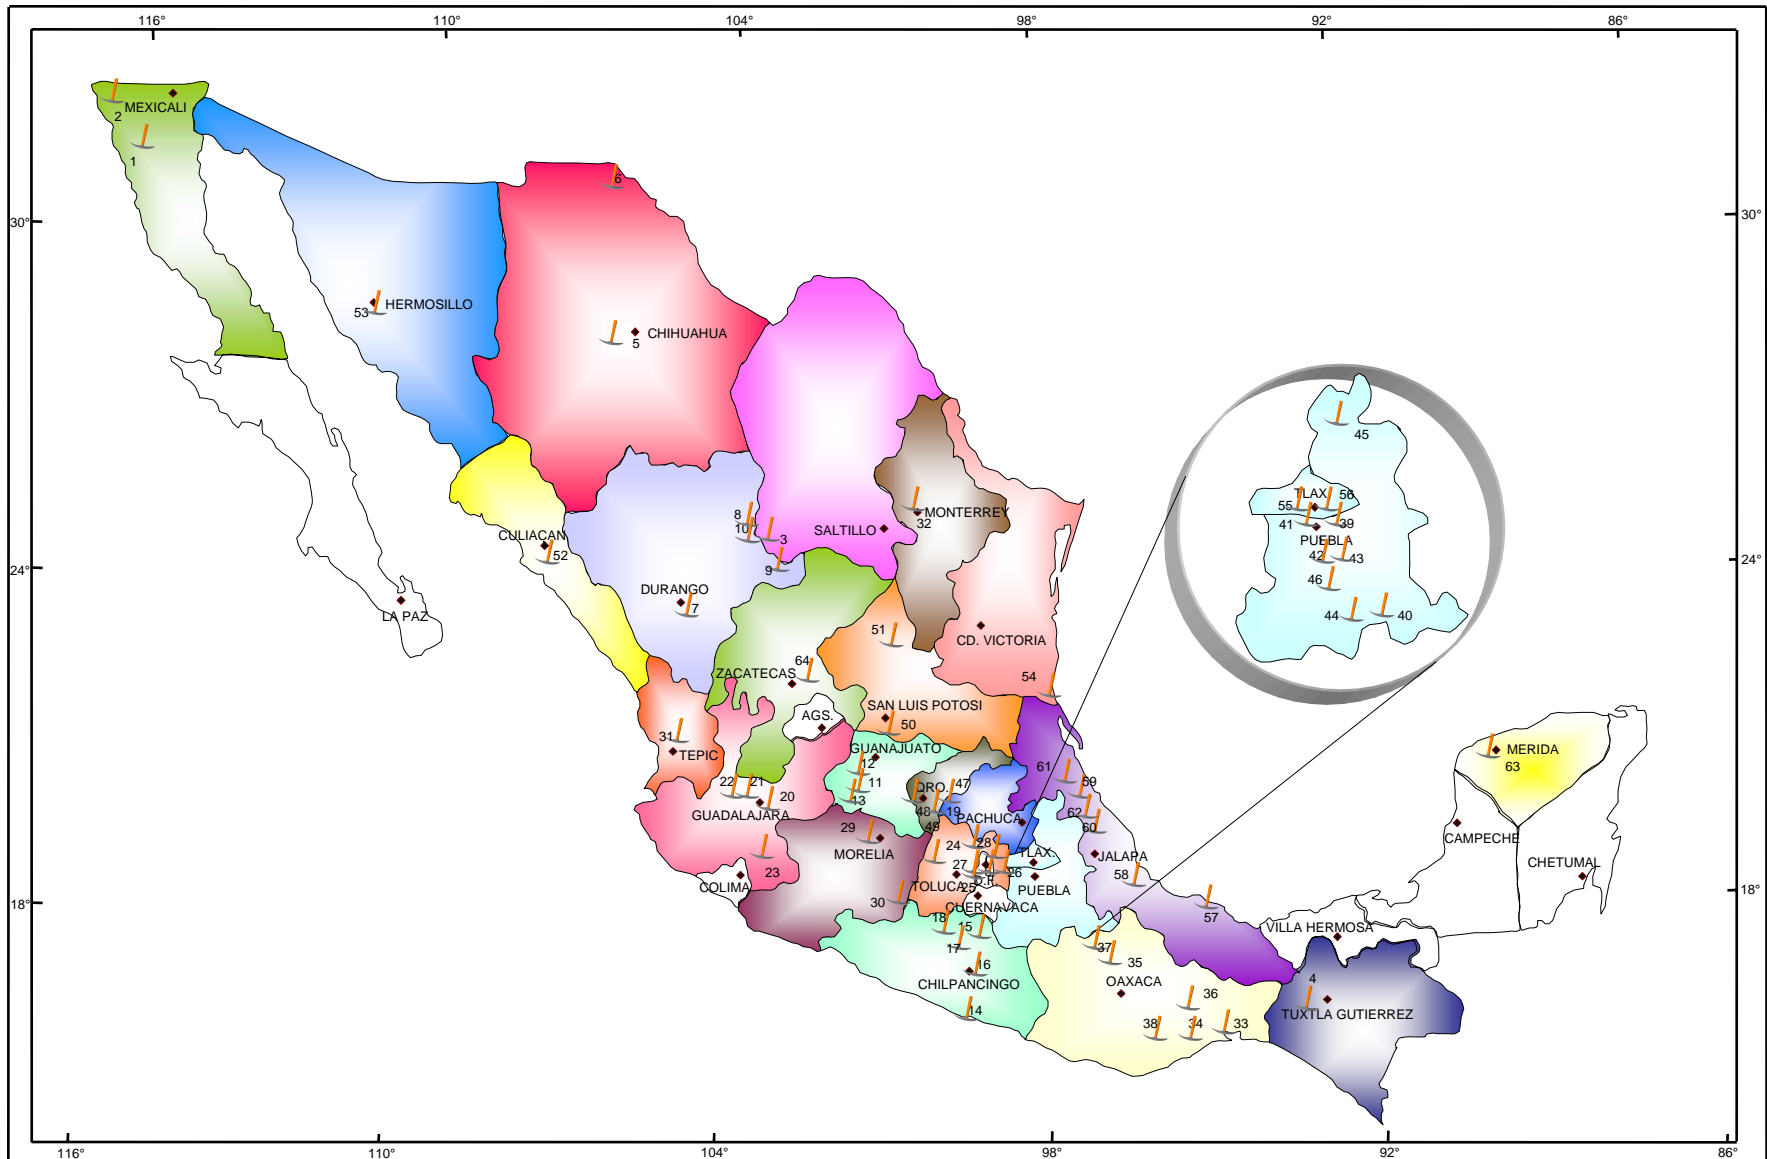 116° 110° 104° 98° 92° 86°
MEXICALI
2
1
6
30° 30°
53 HERMOSILLO
CHIHUAHUA
5
45
TLAX. 56
55
41 39
PUEBLA
42 43
46
44 40
8
10
3
9
SALTILLO
MONTERREY
32
CULIACAN
52
24° 24°
DURANGO
7
LA PAZ
51
CD. VICTORIA
64
ZACATECAS
54
AGS.
SAN LUIS POTOSI
50
31
TEPIC
GUANAJUATO
12
11
13
MERIDA
63
61 59
22 21 20
GUADALAJARA
QRO. 47
48 19
49
PACHUCA
62
60
29
MORELIA
24 28
27
TLAX.
26
JALAPA
58
CAMPECHE
CHETUMAL
23
COLIMA
TOLUCA
D.F.
25
PUEBLA
CUERNAVACA
18° 18°
30
18 15
17
57
VILLA HERMOSA
37
35
16
CHILPANCINGO
OAXACA
4
36
14
38 34 33
TUXTLA GUTIERREZ
116° 110° 104° 98° 92° 86°